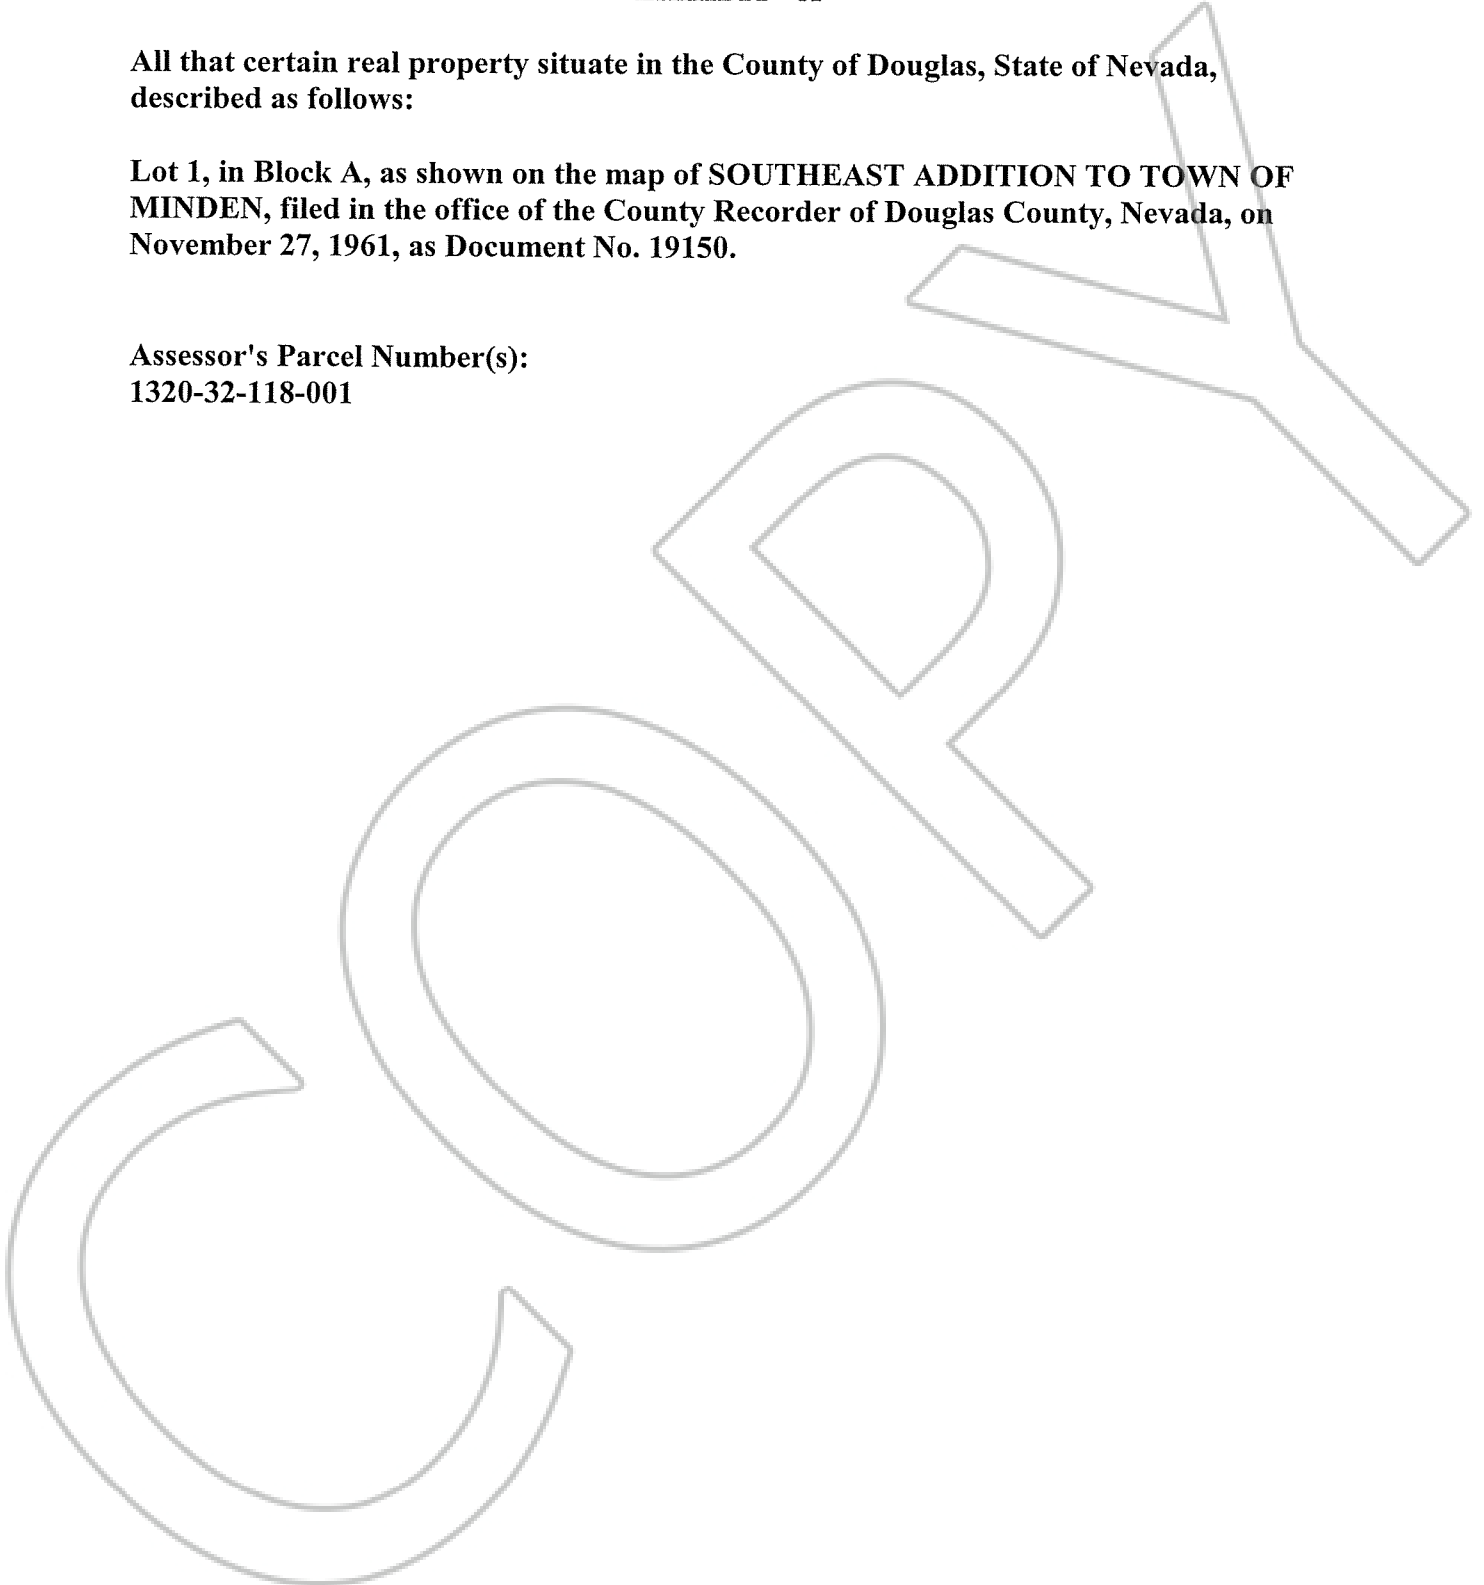 All that certain real property situate in the County of Douglas, State of Nevada,
described as follows:
Lot 1, in Block A, as shown on the map of SOUTHEAST ADDITION TO TOWN OF
MINDEN, filed in the office of the County Recorder of Douglas County, Nevada, on
November 27, 1961, as Document No. 19150.
Assessor's Parcel Number(s):
1320-32-118-001
COPY